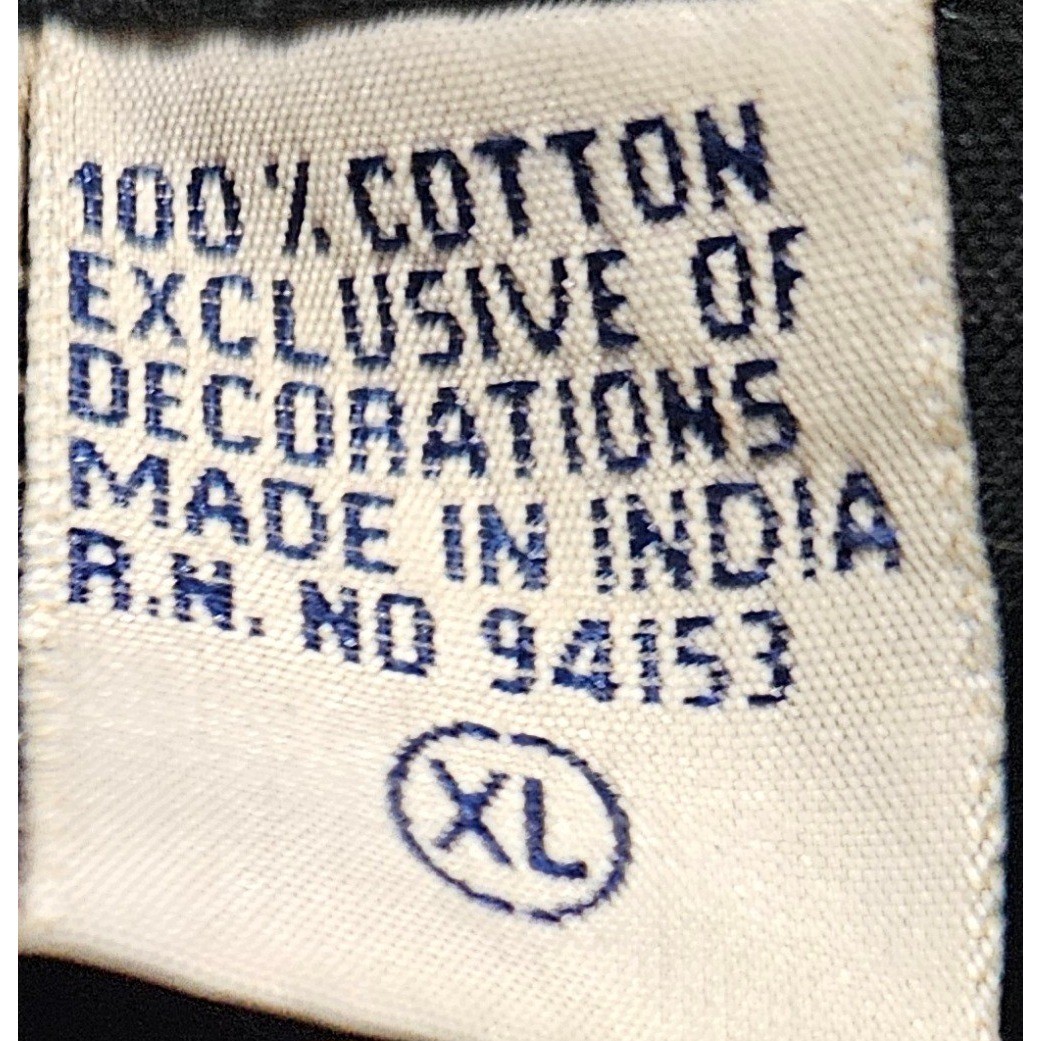 100% COTTON
EXCLUSIVE OF
DECORATIONS
MADE IN INDIA
R.N. NO 94153
XL